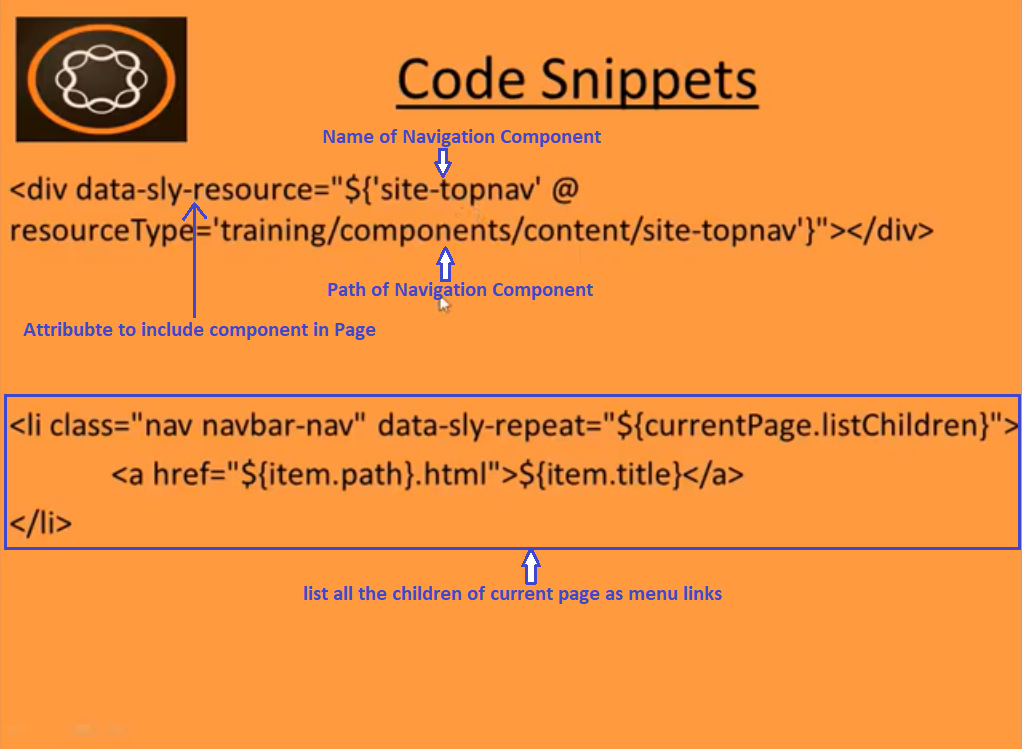 Code Snippets
Name of Navigation Component
<div data-sly-resource="${'site-topnav' @
resourceType='training/components/content/site-topnav'}"></div>
Path of Navigation Component
Attribubte to include component in Page
<li class="nav navbar-nav" data-sly-repeat="${currentPage.listChildren}">
<a href="${item.path}.html">${item.title}</a>
</li>
list all the children of current page as menu links